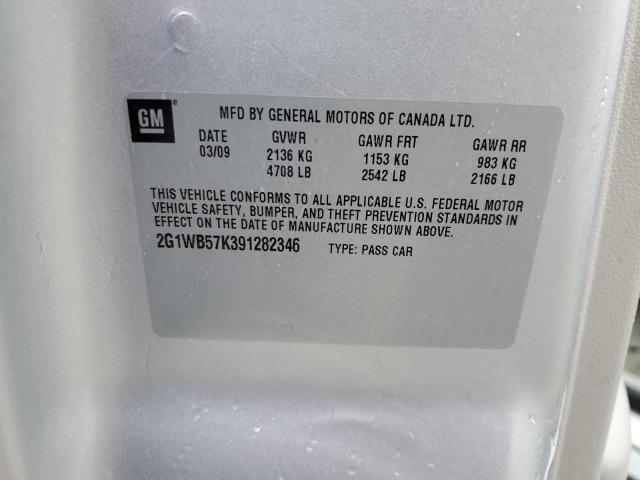 GM
MFD BY GENERAL MOTORS OF CANADA LTD.
DATE GVWR GAWR FRT GAWR RR
03/09 2136 KG 1153 KG 983 KG
4708 LB 2542 LB 2166 LB
THIS VEHICLE CONFORMS TO ALL APPLICABLE U.S. FEDERAL MOTOR
VEHICLE SAFETY, BUMPER, AND THEFT PREVENTION STANDARDS IN
EFFECT ON THE DATE OF MANUFACTURE SHOWN ABOVE.
2G1WB57K391282346 TYPE: PASS CAR